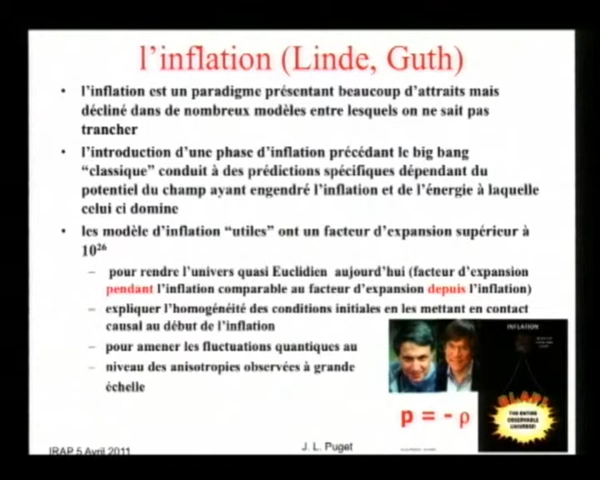 l'inflation (Linde, Guth)
• l'inflation est un paradigme présentant beaucoup d'attraits mais
décliné dans de nombreux modèles entre lesquels on ne sait pas
trancher
• l'introduction d'une phase d'inflation précédant le big bang
"classique" conduit à des prédictions spécifiques dépendant du
potentiel du champ ayant engendré l'inflation et de l'énergie à laquelle
celui ci domine
• les modèle d'inflation "utiles" ont un facteur d'expansion supérieur à
10²⁶
– pour rendre l'univers quasi Euclidien aujourd'hui (facteur d'expansion
pendant l'inflation comparable au facteur d'expansion depuis l'inflation)
– expliquer l'homogénéité des conditions initiales en les mettant en contact
causal au début de l'inflation
– pour amener les fluctuations quantiques au
– niveau des anisotropies observées à grande
échelle
INFLATION
THE ENTIRE
OBSERVABLE
UNIVERSE!
p = - ρ
IRAP 5 Avril 2011
J. L. Puget